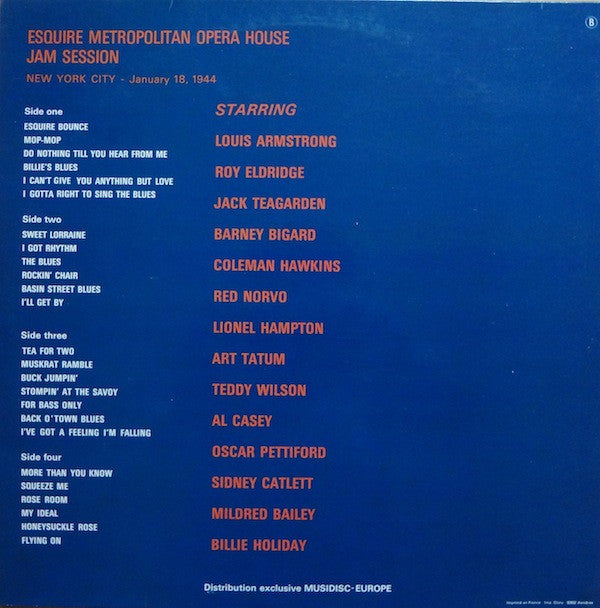 B
ESQUIRE METROPOLITAN OPERA HOUSE
JAM SESSION
NEW YORK CITY - January 18, 1944
Side one
ESQUIRE BOUNCE
MOP-MOP
DO NOTHING TILL YOU HEAR FROM ME
BILLIE'S BLUES
I CAN'T GIVE YOU ANYTHING BUT LOVE
I GOTTA RIGHT TO SING THE BLUES
Side two
SWEET LORRAINE
I GOT RHYTHM
THE BLUES
ROCKIN' CHAIR
BASIN STREET BLUES
I'LL GET BY
Side three
TEA FOR TWO
MUSKRAT RAMBLE
BUCK JUMPIN'
STOMPIN' AT THE SAVOY
FOR BASS ONLY
BACK O'TOWN BLUES
I'VE GOT A FEELING I'M FALLING
Side four
MORE THAN YOU KNOW
SQUEEZE ME
ROSE ROOM
MY IDEAL
HONEYSUCKLE ROSE
FLYING ON
STARRING
LOUIS ARMSTRONG
ROY ELDRIDGE
JACK TEAGARDEN
BARNEY BIGARD
COLEMAN HAWKINS
RED NORVO
LIONEL HAMPTON
ART TATUM
TEDDY WILSON
AL CASEY
OSCAR PETTIFORD
SIDNEY CATLETT
MILDRED BAILEY
BILLIE HOLIDAY
Distribution exclusive MUSIDISC-EUROPE